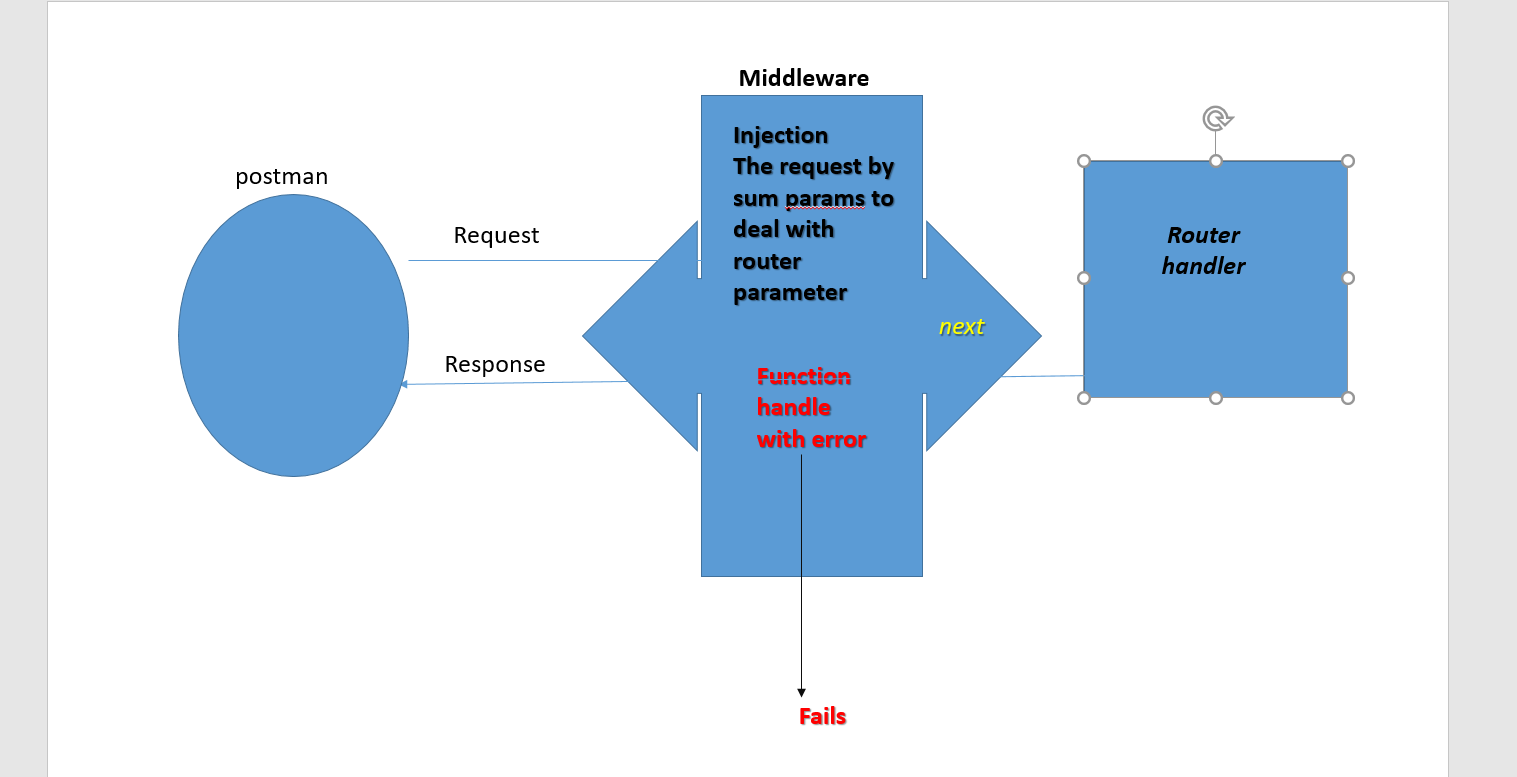 Middleware
Injection
The request by
sum params to
deal with
router
parameter
postman
Request
Router
handler
next
Response
Function
handle
with error
Fails